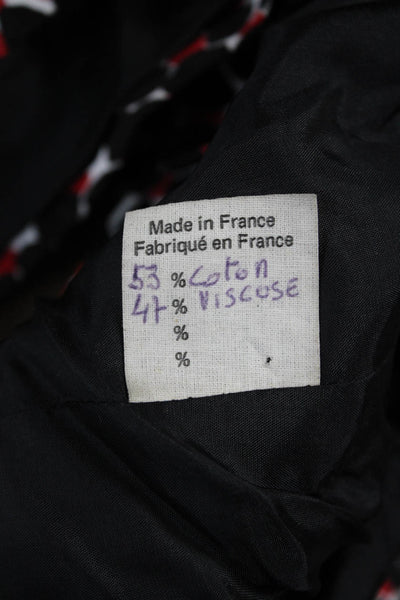 Made in France
Fabriqué en France
53 % Coton
47 % VISCOSE
%
%